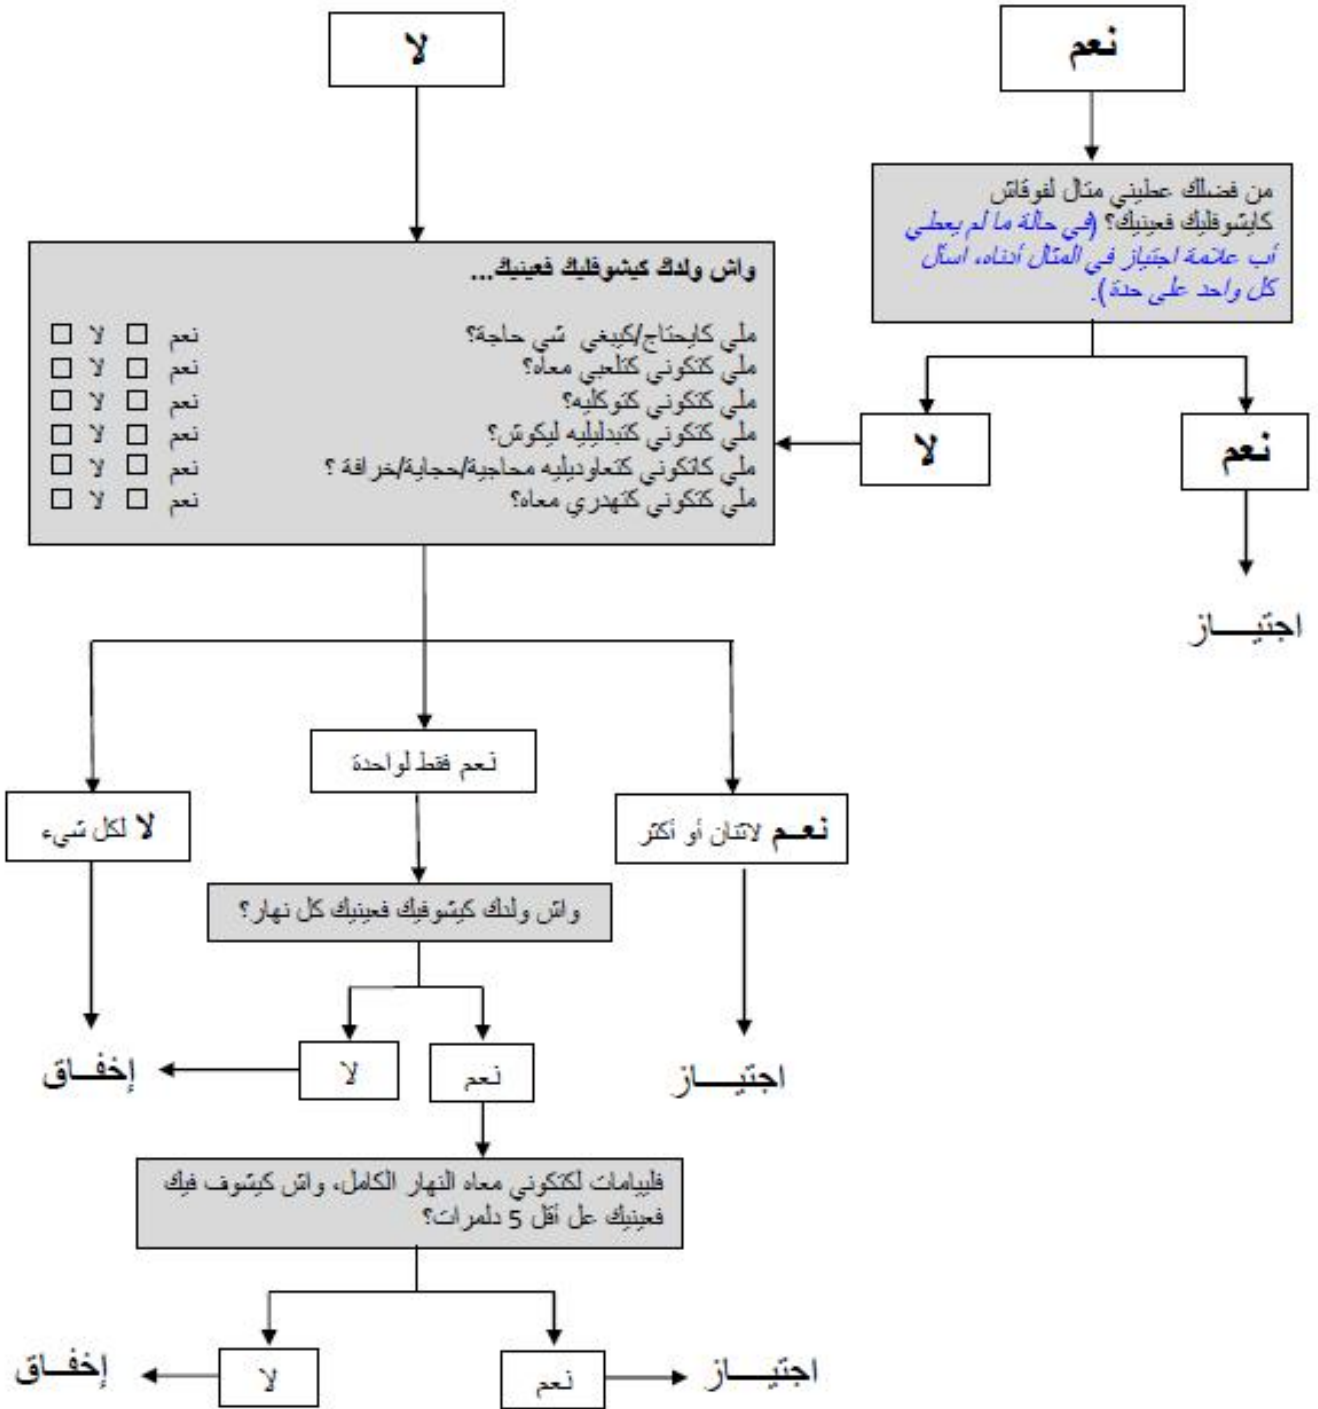 نعم
لا
من فضلك عطيني مثال لفوقاش
كايشوفليك فعينيك؟ (في حالة ما لم يعطي
أب علامة اجتياز في المثال أدناه، اسأل
كل واحد على حدة).
واش ولدك كيشوفليك فعينيك...
ملي كايحتاج/كيبغي شي حاجة؟ نعم □ لا □
ملي كتكوني كتلعبي معاه؟ نعم □ لا □
ملي كتكوني كتوكليه؟ نعم □ لا □
ملي كتكوني كتبدليليه ليكوش؟ نعم □ لا □
ملي كاتكوني كتعاوديليه محاجية/حجاية/خرافة ؟ نعم □ لا □
ملي كتكوني كتهدري معاه؟ نعم □ لا □
نعم
لا
اجتيـــاز
نعم فقط لواحدة
نعـم لاثنان أو أكثر
لا لكل شيء
واش ولدك كيشوفيك فعينيك كل نهار؟
نعم
لا
اجتيـــاز
إخفــاق
فلييامات لكتكوني معاه النهار الكامل، واش كيشوف فيك
فعينيك عل أقل 5 دلمرات؟
نعم
لا
اجتيـــاز
إخفــاق